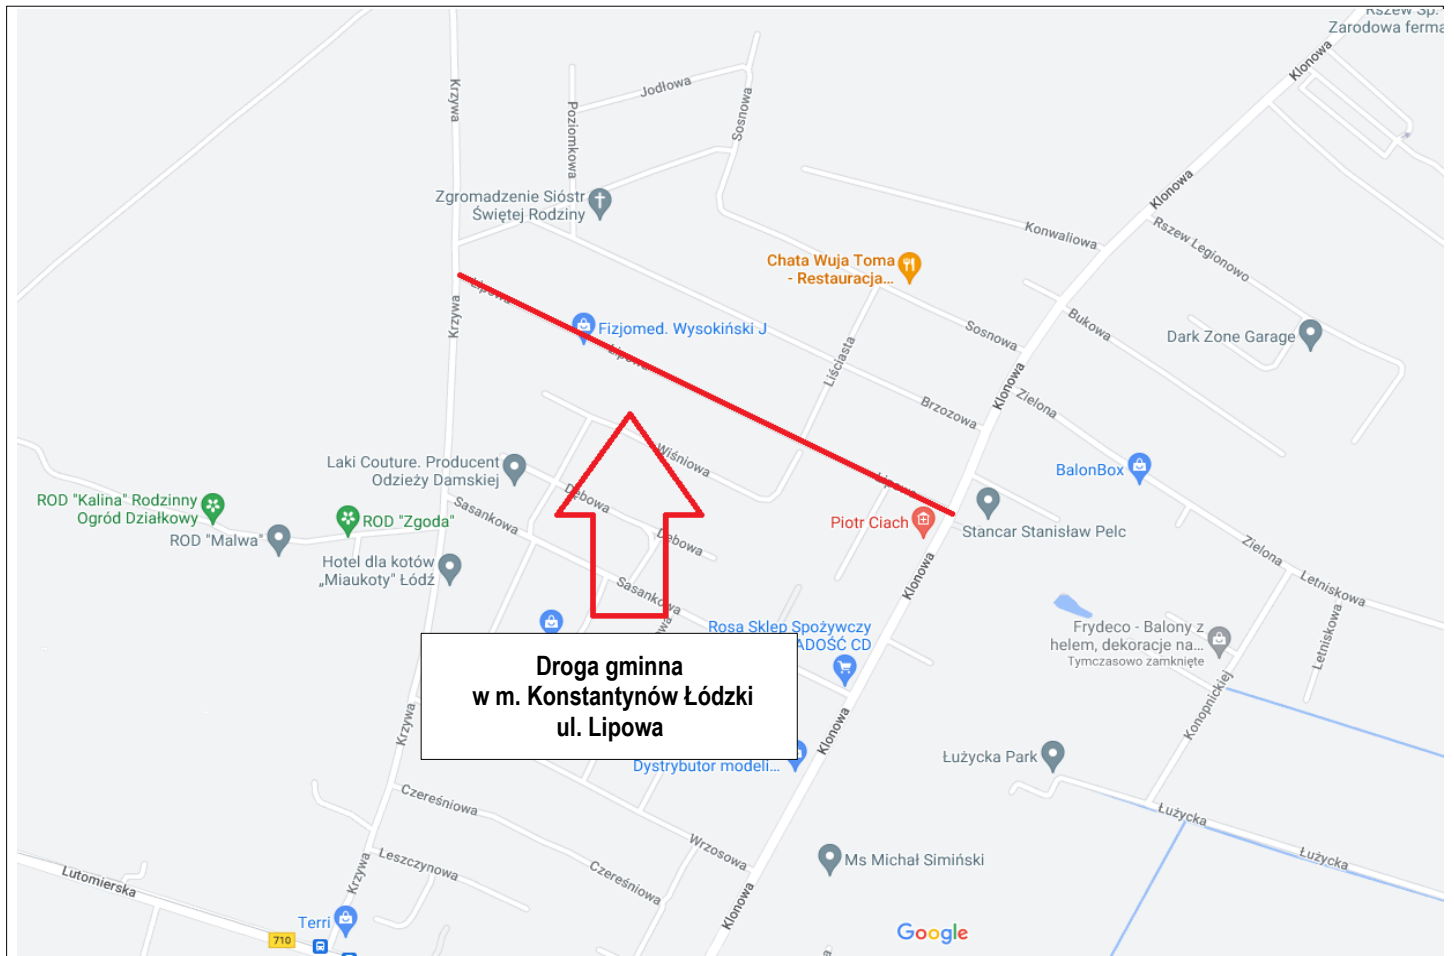 Rszew Sp.
Zarodowa ferma
Klonowa
Krzywa
Jodłowa
Poziomkowa
Sosnowa
Zgromadzenie Sióstr
Świętej Rodziny
Klonowa
Konwaliowa
Rszew Legionowo
Chata Wuja Toma
- Restauracja...
Lipowa
Krzywa
Fizjomed. Wysokiński J
Lipowa
Sosnowa
Bukowa
Dark Zone Garage
Liściasta
Klonowa
Brzozowa
Zielona
Wiśniowa
Laki Couture. Producent
Odzieży Damskiej
BalonBox
Lipowa
ROD "Kalina" Rodzinny
Ogród Działkowy
Sasankowa
Dębowa
ROD "Zgoda"
Piotr Ciach
Stancar Stanisław Pelc
ROD "Malwa"
Dębowa
Zielona
Hotel dla kotów
„Miaukoty" Łódź
Klonowa
Letniskowa
Sasankowa
Rosa Sklep Spożywczy
ADOŚĆ CD
Frydeco - Balony z
helem, dekoracje na...
Tymczasowo zamknięte
Letniskowa
Droga gminna
w m. Konstantynów Łódzki
ul. Lipowa
Krzywa
Klonowa
Konopnickiej
Dystrybutor modeli...
Łużycka Park
Czereśniowa
Łużycka
Wrzosowa
Leszczynowa
Czereśniowa
Ms Michał Simiński
Łużycka
Lutomierska
Krzywa
Klonowa
Terri
710
Google